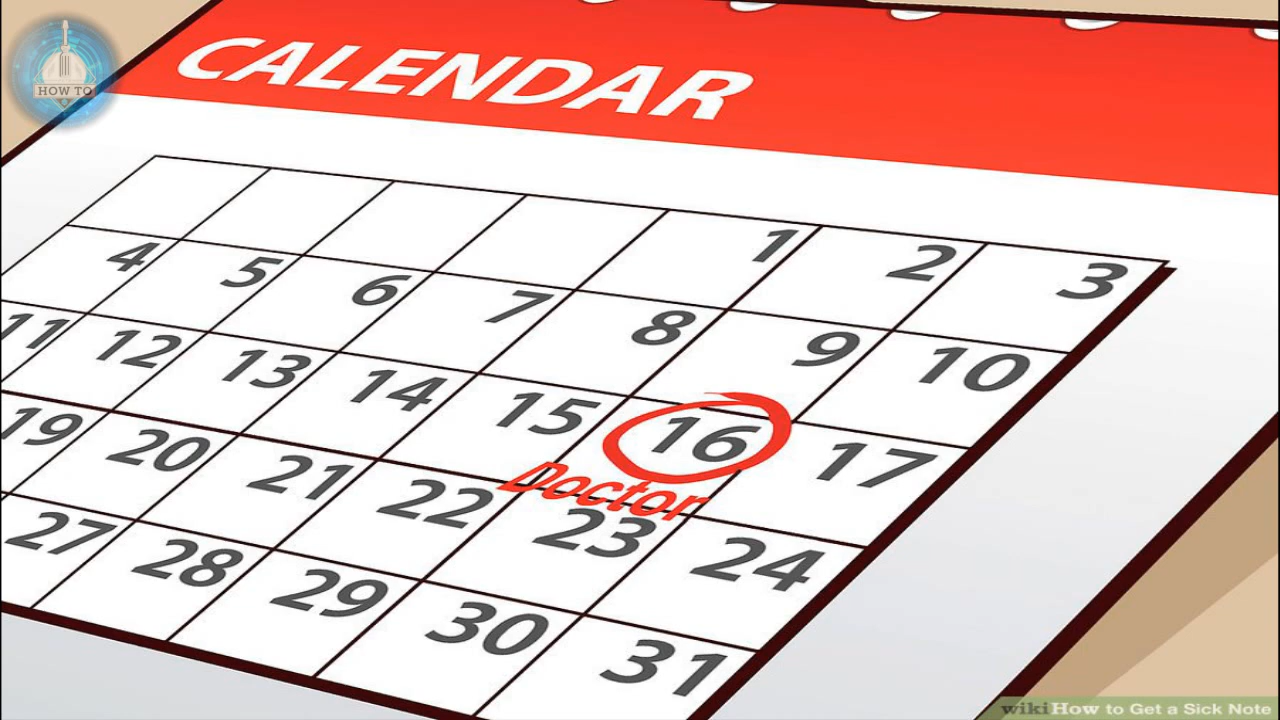 HOW TO
CALENDAR
1 2 3
4 5 6 7 8 9 10
11 12 13 14 15 16 17
Doctor
19 20 21 22 23 24
27 28 29 30 31
wikiHow to Get a Sick Note